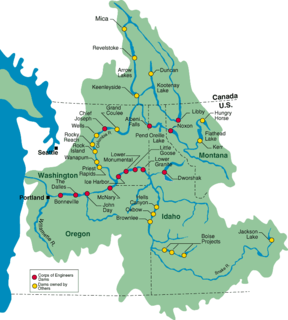 Mica
Revelstoke
Arrow
Lakes
Duncan
Keenleyside
Kootenay
Lake
Canada
U.S.
Grand
Coulee
Chief
Joseph
Wells
Albeni
Falls
Libby
Hungry
Horse
Rocky
Reach
Rock
Island
Wanapum
Noxon
Pend Oreille
Lake
Flathead
Lake
Kerr
Seattle
Priest
Rapids
Lower
Monumental
Little
Goose
Lower
Granite
Montana
Washington
Ice Harbor
Dworshak
The
Dalles
Portland
Bonneville
McNary
John
Day
Hells
Canyon
Oxbow
Brownlee
Idaho
Oregon
Boise
Projects
Jackson
Lake
Snake R.
Corps of Engineers
Dams
Dams owned by
Others